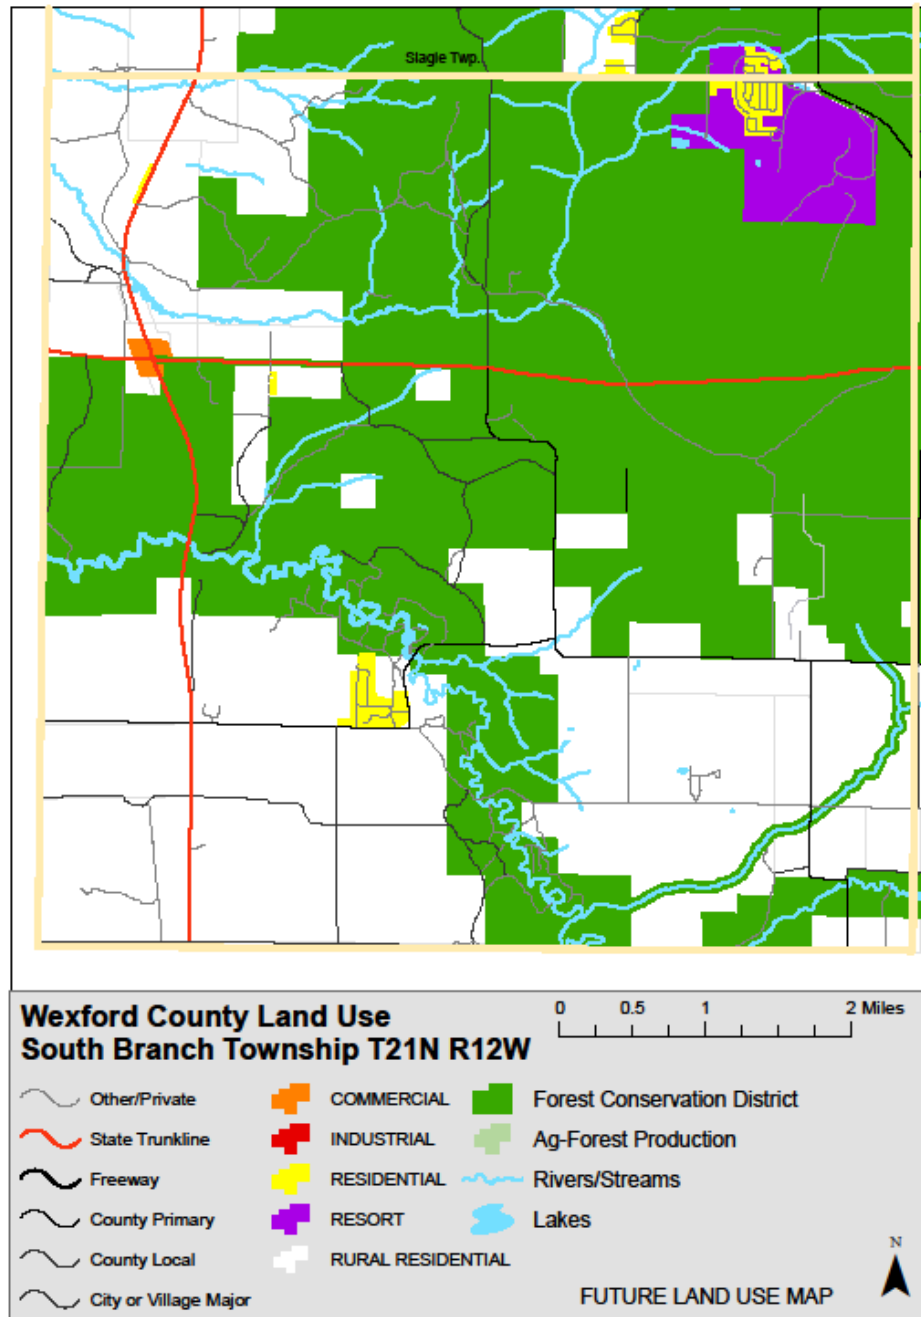 Slagle Twp.
Wexford County Land Use
South Branch Township T21N R12W
0 0.5 1 2 Miles
Other/Private
State Trunkline
Freeway
County Primary
County Local
City or Village Major
COMMERCIAL
INDUSTRIAL
RESIDENTIAL
RESORT
RURAL RESIDENTIAL
Forest Conservation District
Ag-Forest Production
Rivers/Streams
Lakes
N
FUTURE LAND USE MAP